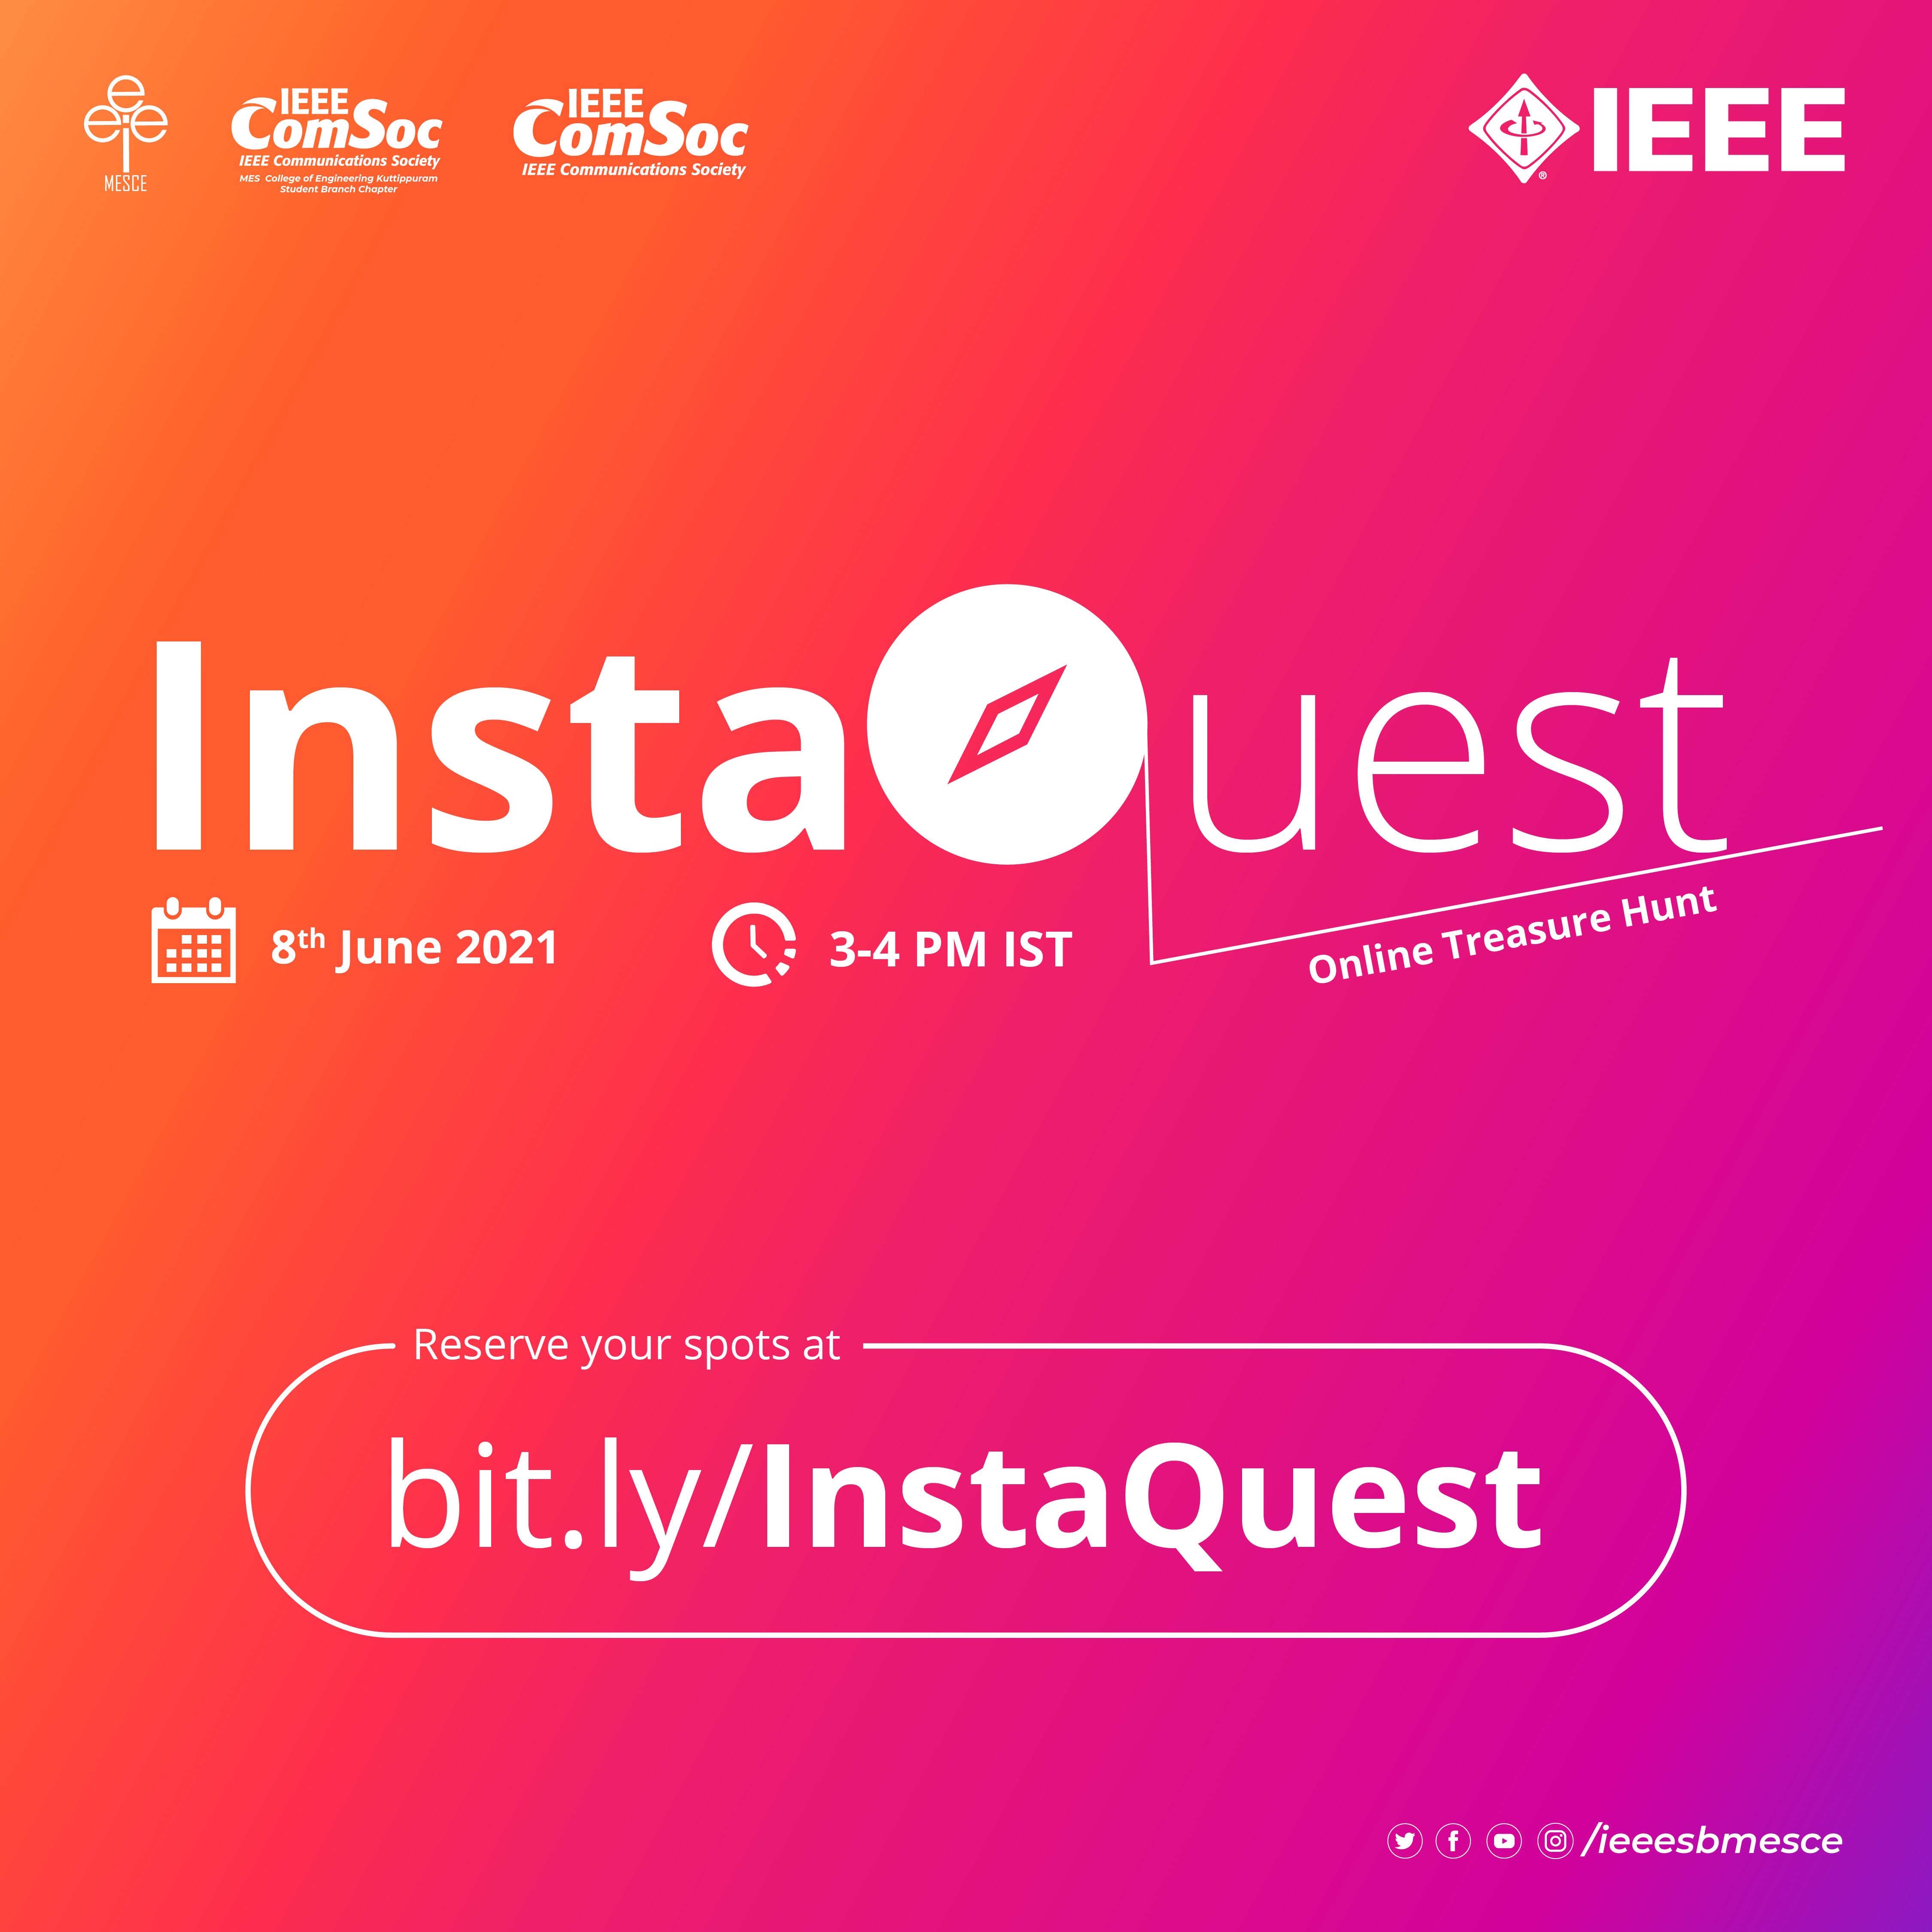 MESCE
IEEE
ComSoc
IEEE Communications Society
MES College of Engineering Kuttippuram
Student Branch Chapter
IEEE
ComSoc
IEEE Communications Society
IEEE
®
InstaQuest
8th June 2021
3-4 PM IST
Online Treasure Hunt
Reserve your spots at
bit.ly/InstaQuest
/ieeesbmesce